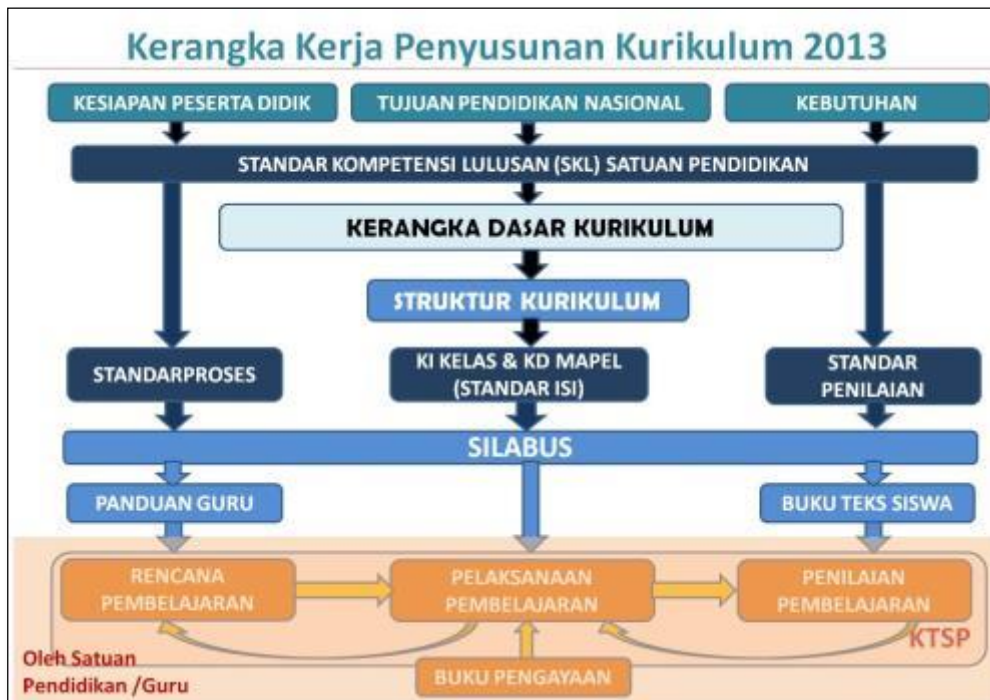 Kerangka Kerja Penyusunan Kurikulum 2013
KESIAPAN PESERTA DIDIK
TUJUAN PENDIDIKAN NASIONAL
KEBUTUHAN
STANDAR KOMPETENSI LULUSAN (SKL) SATUAN PENDIDIKAN
KERANGKA DASAR KURIKULUM
STRUKTUR KURIKULUM
STANDARPROSES
KI KELAS & KD MAPEL
(STANDAR ISI)
STANDAR
PENILAIAN
SILABUS
PANDUAN GURU
BUKU TEKS SISWA
RENCANA
PEMBELAJARAN
PELAKSANAAN
PEMBELAJARAN
PENILAIAN
PEMBELAJARAN
KTSP
Oleh Satuan
Pendidikan /Guru
BUKU PENGAYAAN